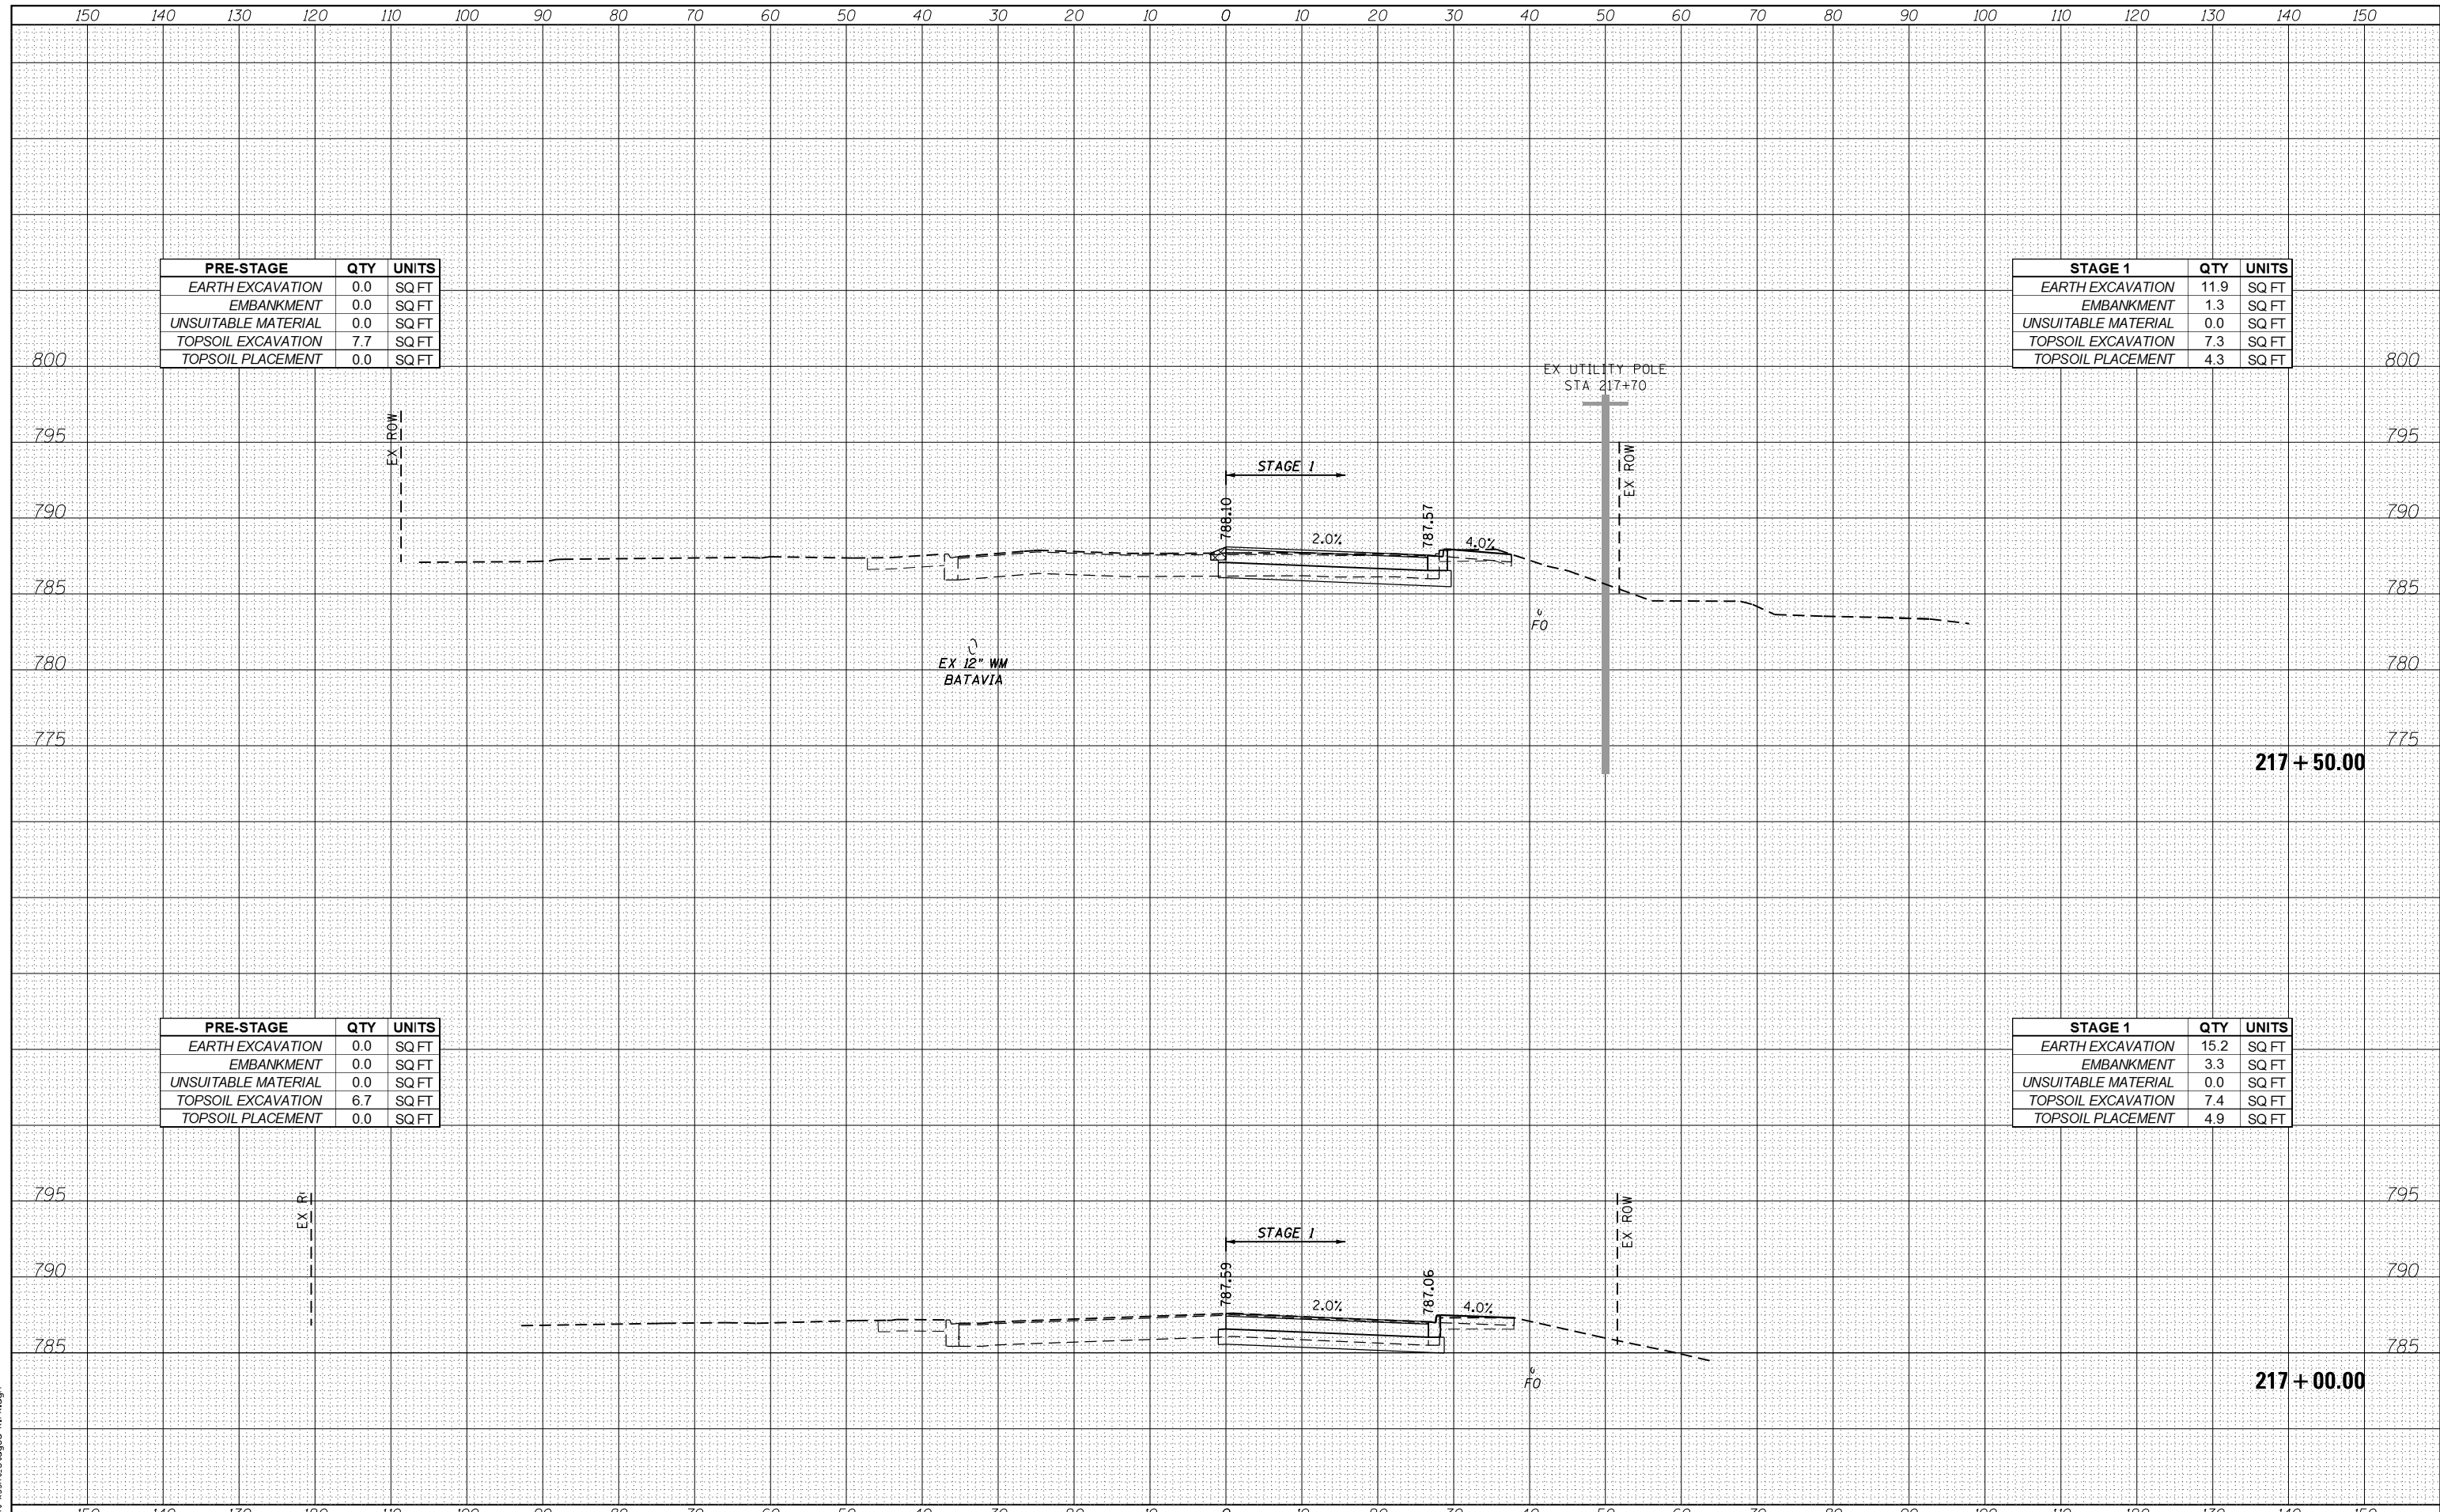 150 140 130 120 110 100 90 80 70 60 50 40 30 20 10 0 10 20 30 40 50 60 70 80 90 100 110 120 130 140 150
PRE-STAGE QTY UNITS
EARTH EXCAVATION 0.0 SQ FT
EMBANKMENT 0.0 SQ FT
UNSUITABLE MATERIAL 0.0 SQ FT
TOPSOIL EXCAVATION 7.7 SQ FT
TOPSOIL PLACEMENT 0.0 SQ FT
STAGE 1 QTY UNITS
EARTH EXCAVATION 11.9 SQ FT
EMBANKMENT 1.3 SQ FT
UNSUITABLE MATERIAL 0.0 SQ FT
TOPSOIL EXCAVATION 7.3 SQ FT
TOPSOIL PLACEMENT 4.3 SQ FT
800 800
EX UTILITY POLE
STA 217+70
795 795
EX ROW
EX ROW
STAGE 1
790 790
788.10
2.0%
787.57
4.0%
785 785
FO
780 780
EX 12" WM
BATAVIA
775 775
217+50.00
PRE-STAGE QTY UNITS
EARTH EXCAVATION 0.0 SQ FT
EMBANKMENT 0.0 SQ FT
UNSUITABLE MATERIAL 0.0 SQ FT
TOPSOIL EXCAVATION 6.7 SQ FT
TOPSOIL PLACEMENT 0.0 SQ FT
STAGE 1 QTY UNITS
EARTH EXCAVATION 15.2 SQ FT
EMBANKMENT 3.3 SQ FT
UNSUITABLE MATERIAL 0.0 SQ FT
TOPSOIL EXCAVATION 7.4 SQ FT
TOPSOIL PLACEMENT 4.9 SQ FT
795 795
EX R
EX ROW
STAGE 1
790 790
787.59
2.0%
787.06
4.0%
785 785
FO
217+00.00